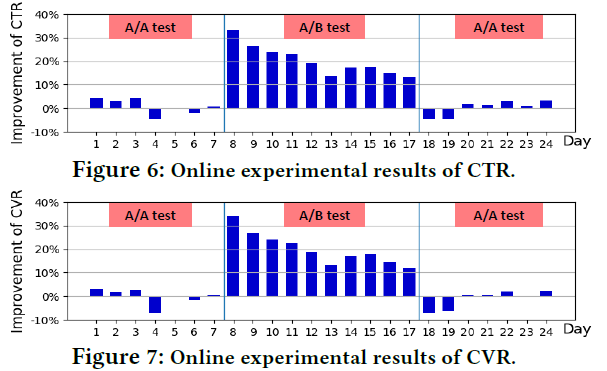 Improvement of CTR
40%
30%
20%
10%
0%
-10%
A/A test
A/B test
A/A test
1 2 3 4 5 6 7 8 9 10 11 12 13 14 15 16 17 18 19 20 21 22 23 24 Day
Figure 6: Online experimental results of CTR.
Improvement of CVR
40%
30%
20%
10%
0%
-10%
A/A test
A/B test
A/A test
1 2 3 4 5 6 7 8 9 10 11 12 13 14 15 16 17 18 19 20 21 22 23 24 Day
Figure 7: Online experimental results of CVR.